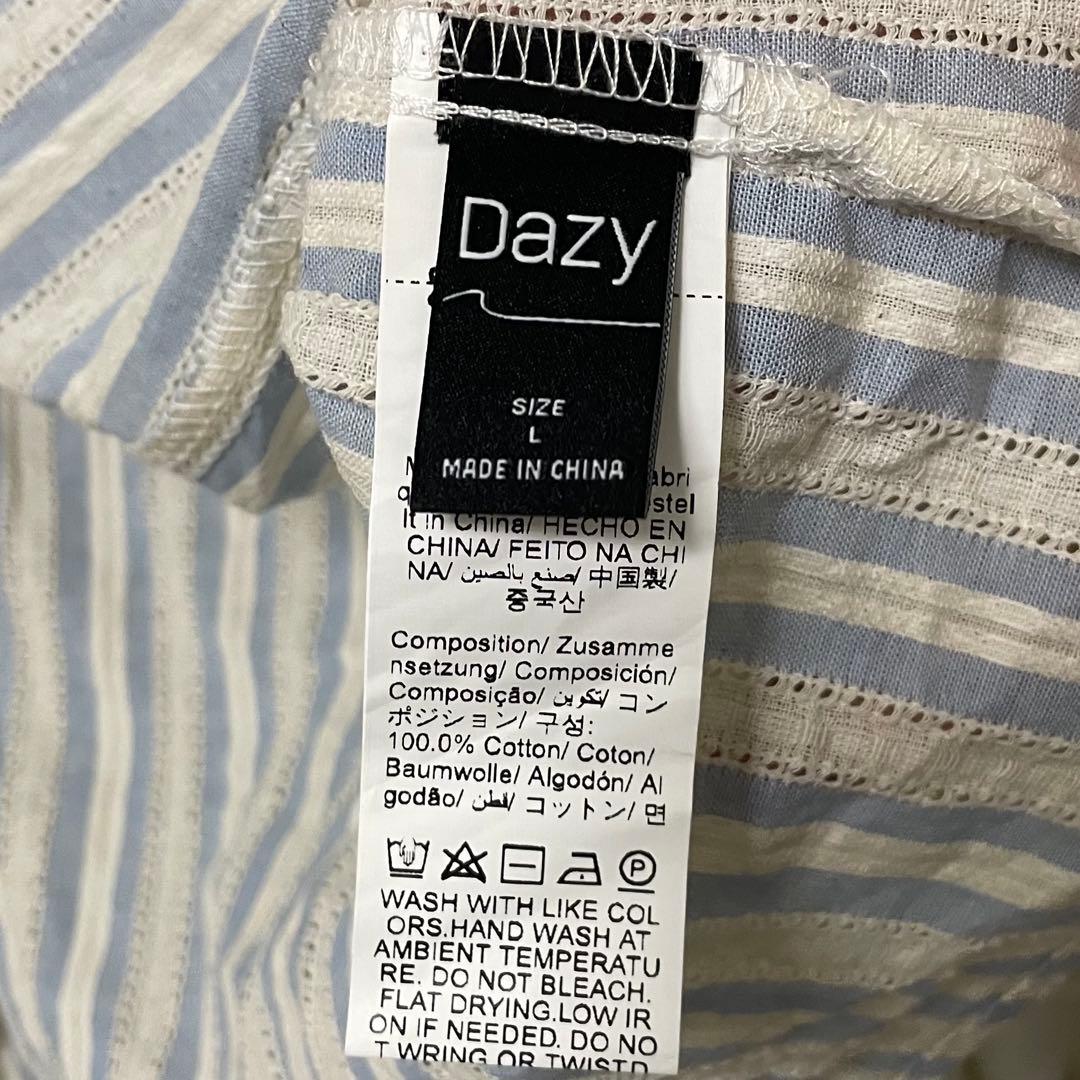 Dazy
SIZE
L
MADE IN CHINA
It in China/ HECHO EN
CHINA/ FEITO NA CHI
NA/ صنع بالصين/ 中国製/
중국산
Composition/ Zusamme
nsetzung/ Composición/
Composição/ تكوين/ コン
ポジション/ 구성:
100.0% Cotton/ Coton/
Baumwolle/ Algodón/ Al
godão/ قطن/ コットン/ 면
P
WASH WITH LIKE COL
ORS.HAND WASH AT
AMBIENT TEMPERATU
RE. DO NOT BLEACH.
FLAT DRYING.LOW IR
ON IF NEEDED. DO NO
T WRING OR TWIST.D